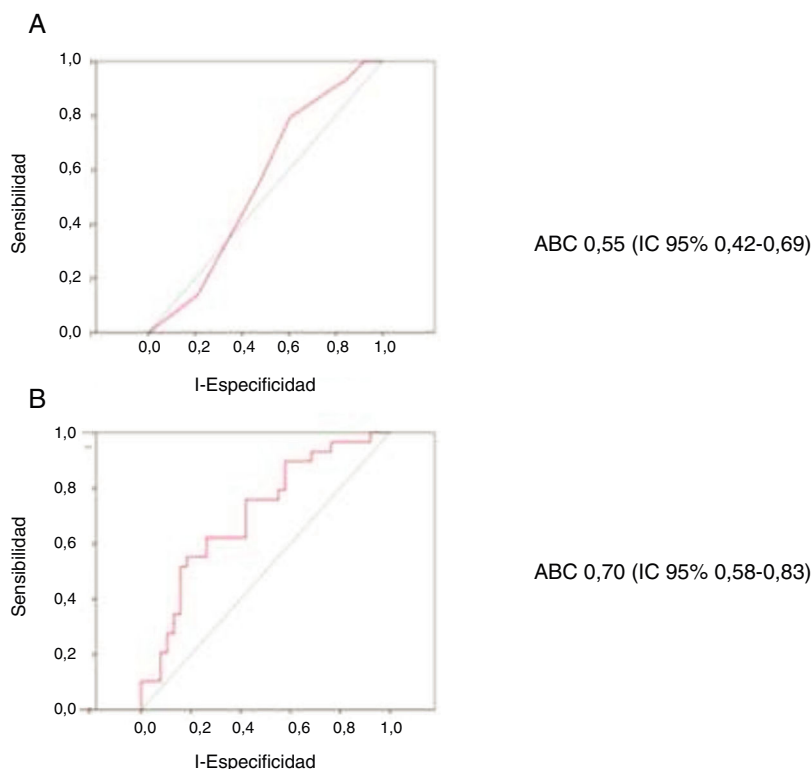 A
1,0
0,8
0,6
0,4
0,2
0,0
Sensibilidad
0,0 0,2 0,4 0,6 0,8 1,0
I-Especificidad
ABC 0,55 (IC 95% 0,42-0,69)
B
1,0
0,8
0,6
0,4
0,2
0,0
Sensibilidad
0,0 0,2 0,4 0,6 0,8 1,0
I-Especificidad
ABC 0,70 (IC 95% 0,58-0,83)